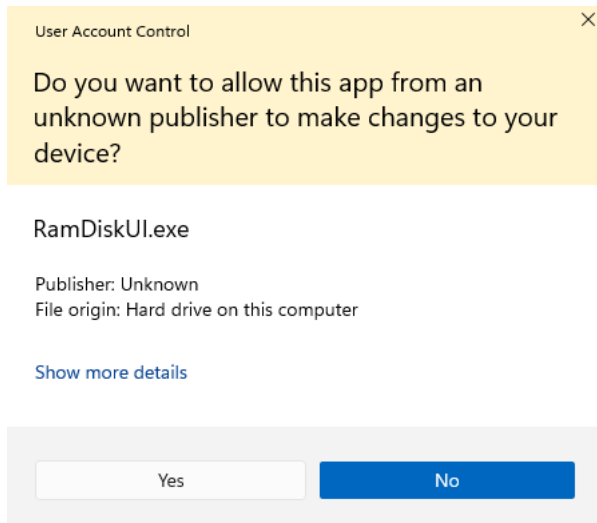 User Account Control
Do you want to allow this app from an
unknown publisher to make changes to your
device?
RamDiskUI.exe
Publisher: Unknown
File origin: Hard drive on this computer
Show more details
Yes
No